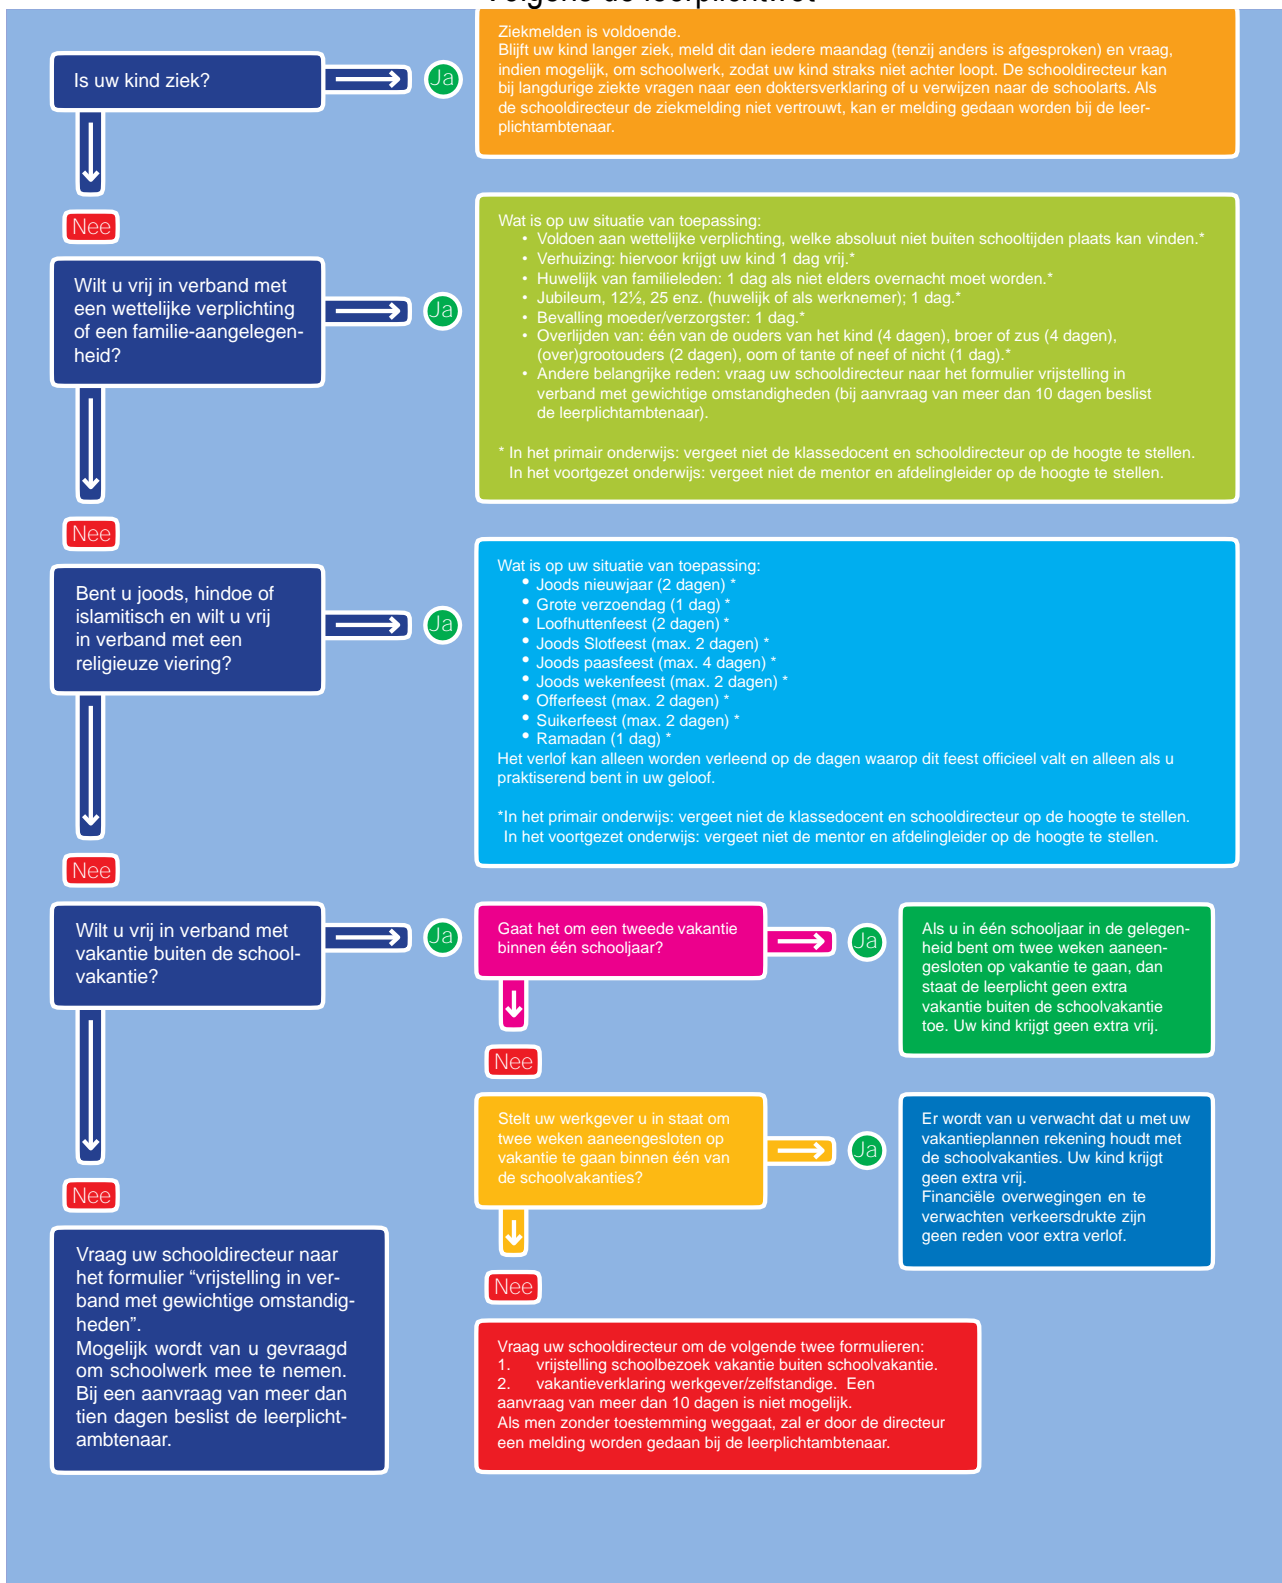 Volgens de leerplichtwet
Is uw kind ziek?
Ja
Ziekmelden is voldoende.
Blijft uw kind langer ziek, meld dit dan iedere maandag (tenzij anders is afgesproken) en vraag,
indien mogelijk, om schoolwerk, zodat uw kind straks niet achter loopt. De schooldirecteur kan
bij langdurige ziekte vragen naar een doktersverklaring of u verwijzen naar de schoolarts. Als
de schooldirecteur de ziekmelding niet vertrouwt, kan er melding gedaan worden bij de leer-
plichtambtenaar.
Nee
Wilt u vrij in verband met
een wettelijke verplichting
of een familie-aangelegen-
heid?
Ja
Wat is op uw situatie van toepassing:
• Voldoen aan wettelijke verplichting, welke absoluut niet buiten schooltijden plaats kan vinden.*
• Verhuizing: hiervoor krijgt uw kind 1 dag vrij.*
• Huwelijk van familieleden: 1 dag als niet elders overnacht moet worden.*
• Jubileum, 12½, 25 enz. (huwelijk of als werknemer); 1 dag.*
• Bevalling moeder/verzorgster: 1 dag.*
• Overlijden van: één van de ouders van het kind (4 dagen), broer of zus (4 dagen),
(over)grootouders (2 dagen), oom of tante of neef of nicht (1 dag).*
• Andere belangrijke reden: vraag uw schooldirecteur naar het formulier vrijstelling in
verband met gewichtige omstandigheden (bij aanvraag van meer dan 10 dagen beslist
de leerplichtambtenaar).
* In het primair onderwijs: vergeet niet de klassedocent en schooldirecteur op de hoogte te stellen.
In het voortgezet onderwijs: vergeet niet de mentor en afdelingleider op de hoogte te stellen.
Nee
Bent u joods, hindoe of
islamitisch en wilt u vrij
in verband met een
religieuze viering?
Ja
Wat is op uw situatie van toepassing:
• Joods nieuwjaar (2 dagen) *
• Grote verzoendag (1 dag) *
• Loofhuttenfeest (2 dagen) *
• Joods Slotfeest (max. 2 dagen) *
• Joods paasfeest (max. 4 dagen) *
• Joods wekenfeest (max. 2 dagen) *
• Offerfeest (max. 2 dagen) *
• Suikerfeest (max. 2 dagen) *
• Ramadan (1 dag) *
Het verlof kan alleen worden verleend op de dagen waarop dit feest officieel valt en alleen als u
praktiserend bent in uw geloof.
*In het primair onderwijs: vergeet niet de klassedocent en schooldirecteur op de hoogte te stellen.
In het voortgezet onderwijs: vergeet niet de mentor en afdelingleider op de hoogte te stellen.
Nee
Wilt u vrij in verband met
vakantie buiten de school-
vakantie?
Ja
Gaat het om een tweede vakantie
binnen één schooljaar?
Ja
Als u in één schooljaar in de gelegen-
heid bent om twee weken aaneen-
gesloten op vakantie te gaan, dan
staat de leerplicht geen extra
vakantie buiten de schoolvakantie
toe. Uw kind krijgt geen extra vrij.
Nee
Stelt uw werkgever u in staat om
twee weken aaneengesloten op
vakantie te gaan binnen één van
de schoolvakanties?
Ja
Er wordt van u verwacht dat u met uw
vakantieplannen rekening houdt met
de schoolvakanties. Uw kind krijgt
geen extra vrij.
Financiële overwegingen en te
verwachten verkeersdrukte zijn
geen reden voor extra verlof.
Nee
Vraag uw schooldirecteur naar
het formulier “vrijstelling in ver-
band met gewichtige omstandig-
heden”.
Mogelijk wordt van u gevraagd
om schoolwerk mee te nemen.
Bij een aanvraag van meer dan
tien dagen beslist de leerplicht-
ambtenaar.
Nee
Vraag uw schooldirecteur om de volgende twee formulieren:
1. vrijstelling schoolbezoek vakantie buiten schoolvakantie.
2. vakantieverklaring werkgever/zelfstandige. Een
aanvraag van meer dan 10 dagen is niet mogelijk.
Als men zonder toestemming weggaat, zal er door de directeur
een melding worden gedaan bij de leerplichtambtenaar.